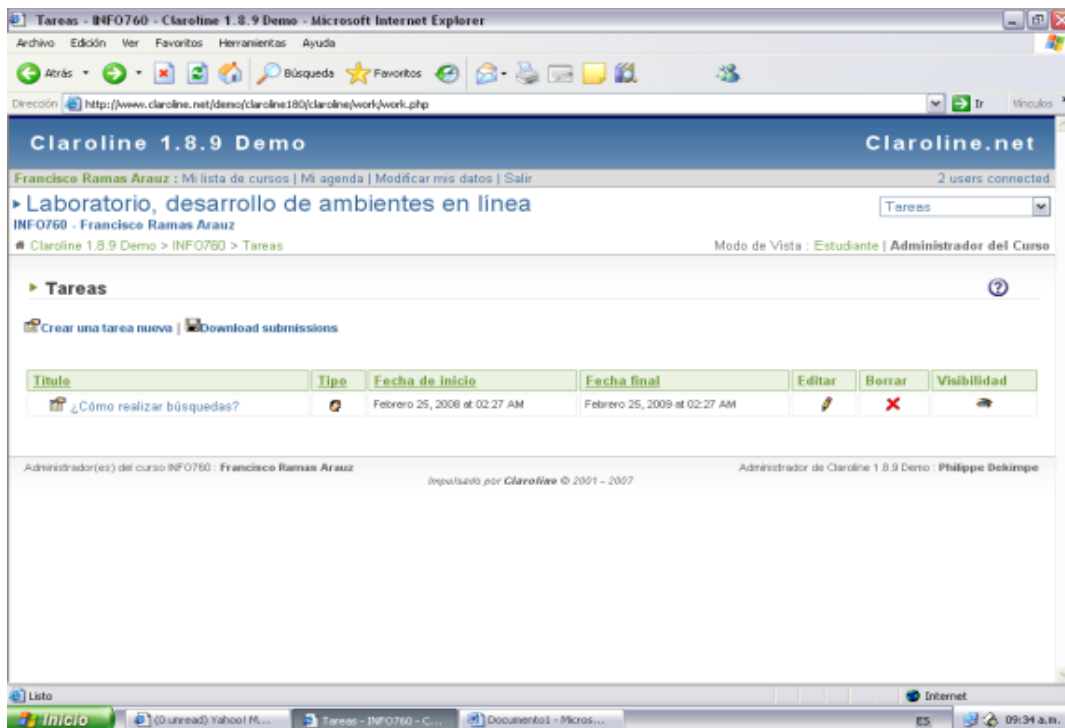 Tareas - INFO760 - Claroline 1.8.9 Demo - Microsoft Internet Explorer
Archivo Edición Ver Favoritos Herramientas Ayuda
Atrás Búsqueda Favoritos
Dirección http://www.claroline.net/demo/claroline180/claroline/work/work.php Ir Vínculos
Claroline 1.8.9 Demo Claroline.net
Francisco Ramas Arauz : Mi lista de cursos | Mi agenda | Modificar mis datos | Salir 2 users connected
Laboratorio, desarrollo de ambientes en línea Tareas
INFO760 - Francisco Ramas Arauz
Claroline 1.8.9 Demo > INFO760 > Tareas Modo de Vista : Estudiante | Administrador del Curso
Tareas
Crear una tarea nueva | Download submissions
Título Tipo Fecha de inicio Fecha final Editar Borrar Visibilidad
¿Cómo realizar búsquedas? Febrero 25, 2008 at 02:27 AM Febrero 25, 2009 at 02:27 AM
Administrador(es) del curso INFO760 : Francisco Ramas Arauz Administrador de Claroline 1.8.9 Demo : Philippe Dekimpe
Impulsado por Claroline © 2001 - 2007
Listo Internet
Inicio (0 unread) Yahoo! M... Tareas - INFO760 - C... Documento1 - Micros... ES 09:34 a.m.